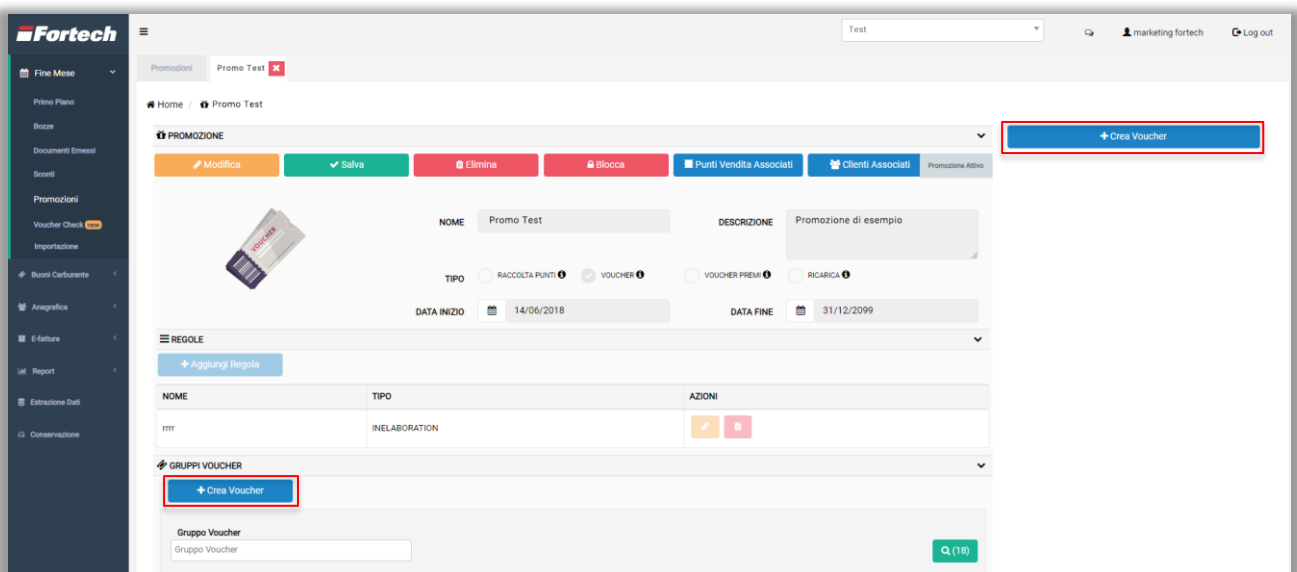 Fortech
Test
marketing fortech
Log out
Fine Mese
Promozioni
Promo Test
Primo Piano
Bozze
Documenti Emessi
Sconti
Promozioni
Voucher Check new
Importazione
Buoni Carburante
Anagrafica
E-fatture
Report
Estrazione Dati
Conservazione
Home / Promo Test
PROMOZIONE
+ Crea Voucher
Modifica
Salva
Elimina
Blocca
Punti Vendita Associati
Clienti Associati
Promozione Attivo
VOUCHER
NOME
Promo Test
DESCRIZIONE
Promozione di esempio
TIPO
RACCOLTA PUNTI
VOUCHER
VOUCHER PREMI
RICARICA
DATA INIZIO
14/06/2018
DATA FINE
31/12/2099
REGOLE
+ Aggiungi Regola
NOME
TIPO
AZIONI
rrrr
INELABORATION
GRUPPI VOUCHER
+ Crea Voucher
Gruppo Voucher
Gruppo Voucher
(18)